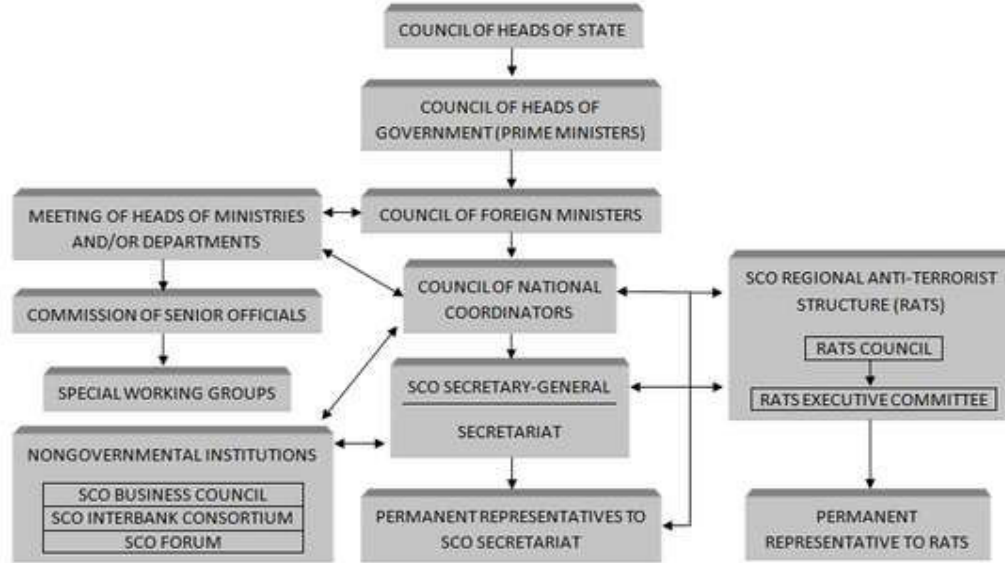 COUNCIL OF HEADS OF STATE
COUNCIL OF HEADS OF
GOVERNMENT (PRIME MINISTERS)
MEETING OF HEADS OF MINISTRIES
AND/OR DEPARTMENTS
COUNCIL OF FOREIGN MINISTERS
COUNCIL OF NATIONAL
COORDINATORS
SCO REGIONAL ANTI-TERRORIST
STRUCTURE (RATS)
RATS COUNCIL
RATS EXECUTIVE COMMITTEE
COMMISSION OF SENIOR OFFICIALS
SPECIAL WORKING GROUPS
SCO SECRETARY-GENERAL
SECRETARIAT
NONGOVERNMENTAL INSTITUTIONS
SCO BUSINESS COUNCIL
SCO INTERBANK CONSORTIUM
SCO FORUM
PERMANENT REPRESENTATIVES TO
SCO SECRETARIAT
PERMANENT
REPRESENTATIVE TO RATS